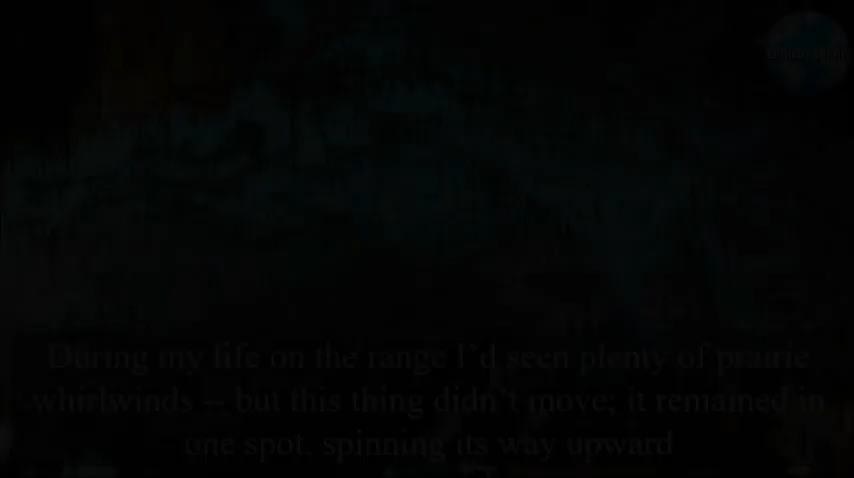 During my life on the range I'd seen plenty of prairie
whirlwinds – but this thing didn't move; it remained in
one spot, spinning its way upward